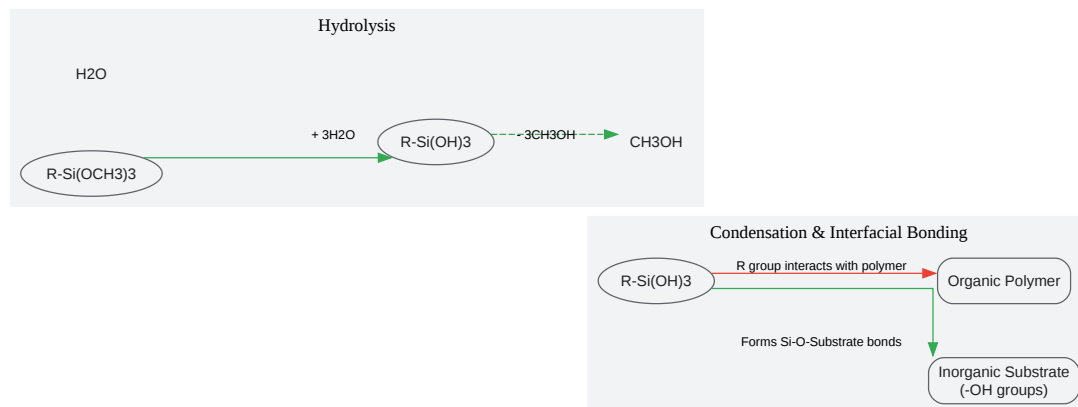 Hydrolysis
H2O
+ 3H2O
R-Si(OH)3
- 3CH3OH
CH3OH
R-Si(OCH3)3
Condensation & Interfacial Bonding
R group interacts with polymer
R-Si(OH)3
Organic Polymer
Forms Si-O-Substrate bonds
Inorganic Substrate
(-OH groups)